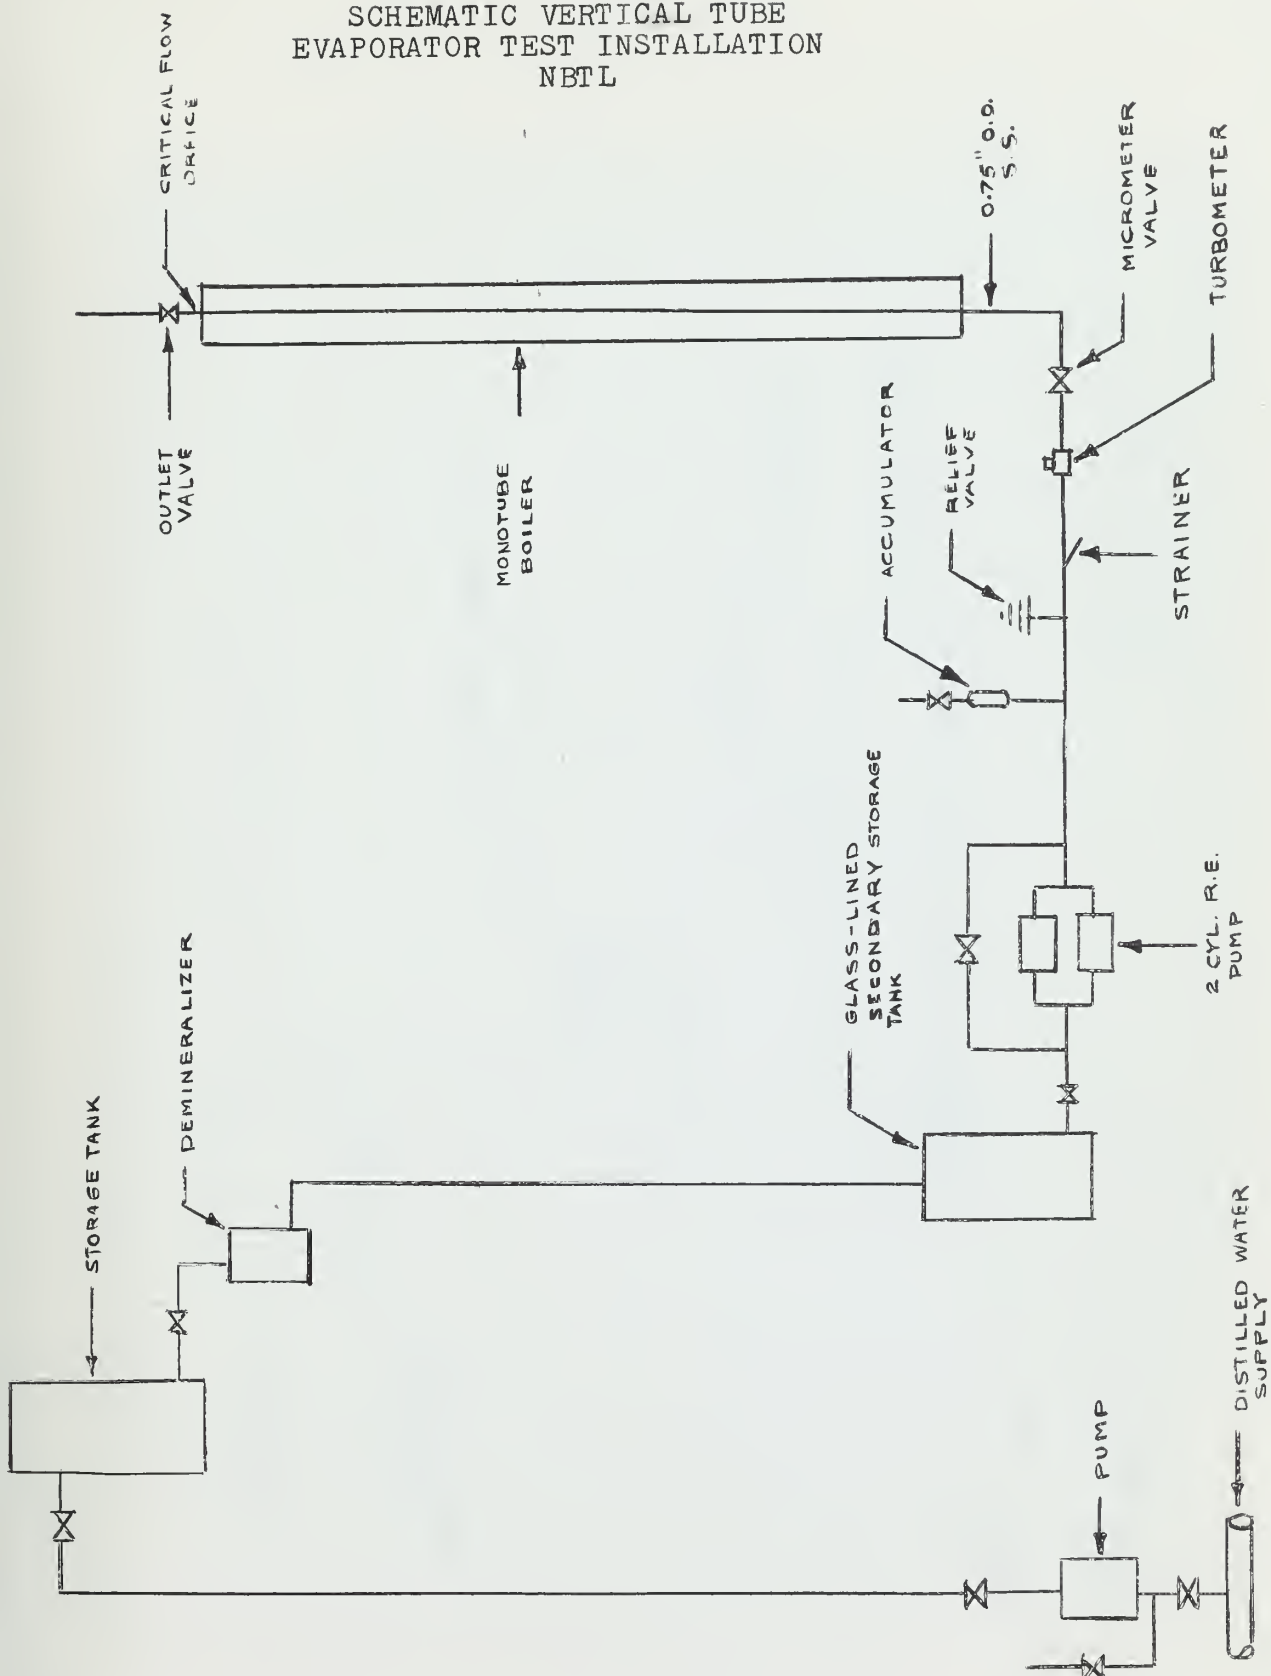 SCHEMATIC VERTICAL TUBE
EVAPORATOR TEST INSTALLATION
NBTL
CRITICAL FLOW
ORFICE
OUTLET
VALVE
MONOTUBE
BOILER
0.75" O.D.
S.S.
MICROMETER
VALVE
TURBOMETER
STRAINER
RELIEF
VALVE
ACCUMULATOR
GLASS-LINED
SECONDARY STORAGE
TANK
2 CYL. R.E.
PUMP
DEMINERALIZER
STORAGE TANK
PUMP
DISTILLED WATER
SUPPLY